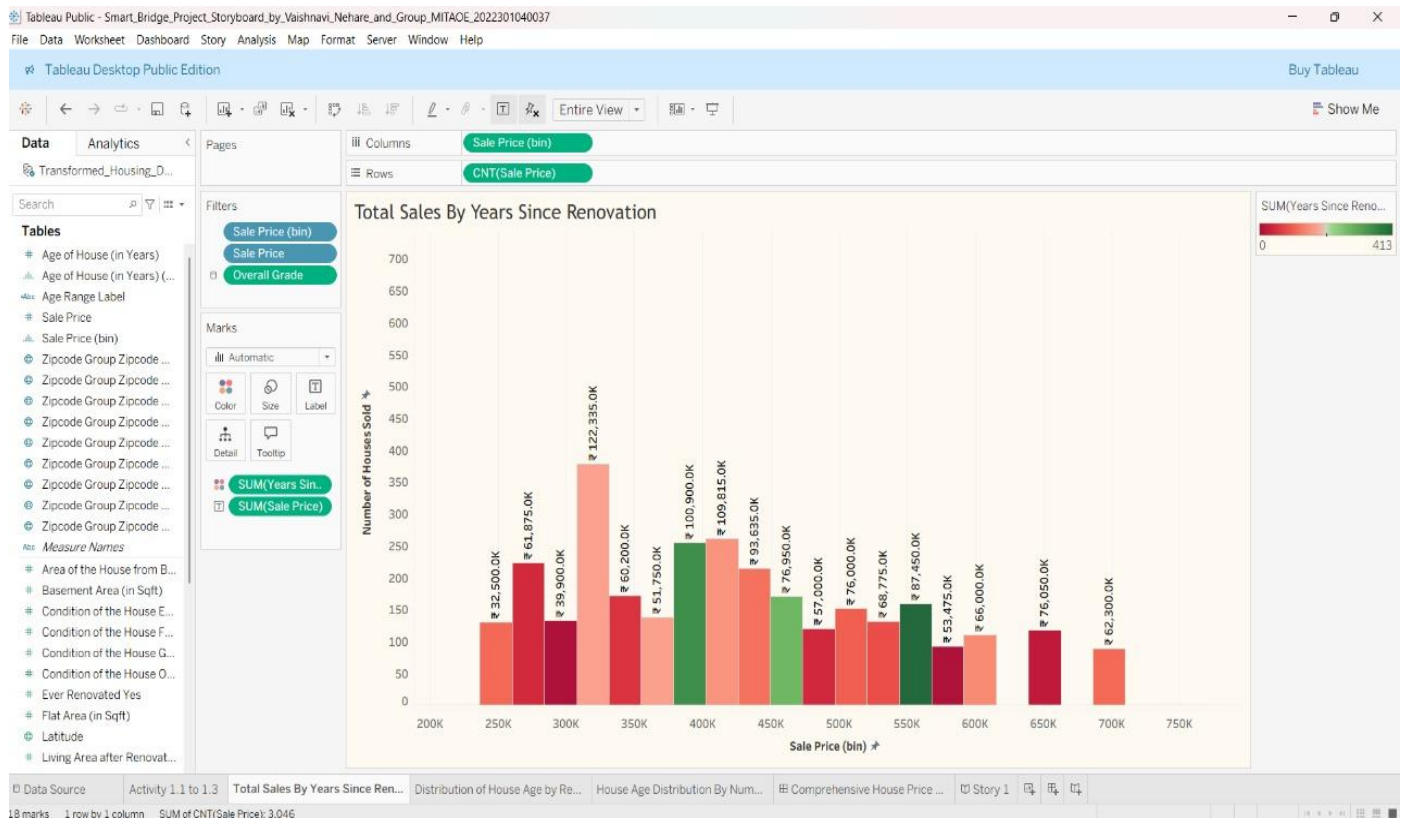 Tableau Public - Smart_Bridge_Project_Storyboard_by_Vaishnavi_Nehare_and_Group_MITAOE_2022301040037
File Data Worksheet Dashboard Story Analysis Map Format Server Window Help
Tableau Desktop Public Edition
Buy Tableau
Entire View
Show Me
Data Analytics
Transformed_Housing_D...
Search
Tables
Age of House (in Years)
Age of House (in Years) (...
Abc Age Range Label
Sale Price
Sale Price (bin)
Zipcode Group Zipcode ...
Zipcode Group Zipcode ...
Zipcode Group Zipcode ...
Zipcode Group Zipcode ...
Zipcode Group Zipcode ...
Zipcode Group Zipcode ...
Zipcode Group Zipcode ...
Zipcode Group Zipcode ...
Zipcode Group Zipcode ...
Abc Measure Names
Area of the House from B...
Basement Area (in Sqft)
Condition of the House E...
Condition of the House F...
Condition of the House G...
Condition of the House O...
Ever Renovated Yes
Flat Area (in Sqft)
Latitude
Living Area after Renovat...
Pages
Filters
Sale Price (bin)
Sale Price
Overall Grade
Marks
Automatic
Color Size Label
Detail Tooltip
SUM(Years Sin..
SUM(Sale Price)
Columns Sale Price (bin)
Rows CNT(Sale Price)
Total Sales By Years Since Renovation
Number of Houses Sold
700
650
600
550
500
450
400
350
300
250
200
150
100
50
0
₹ 32,500.0K
₹ 61,875.0K
₹ 39,900.0K
₹ 122,335.0K
₹ 60,200.0K
₹ 51,750.0K
₹ 100,900.0K
₹ 109,815.0K
₹ 93,635.0K
₹ 76,950.0K
₹ 57,000.0K
₹ 76,000.0K
₹ 68,775.0K
₹ 87,450.0K
₹ 53,475.0K
₹ 66,000.0K
₹ 76,050.0K
₹ 62,300.0K
200K 250K 300K 350K 400K 450K 500K 550K 600K 650K 700K 750K
Sale Price (bin)
SUM(Years Since Reno...
0 413
Data Source Activity 1.1 to 1.3 Total Sales By Years Since Ren... Distribution of House Age by Re... House Age Distribution By Num... Comprehensive House Price ... Story 1
18 marks 1 row by 1 column SUM of CNT(Sale Price): 3,046